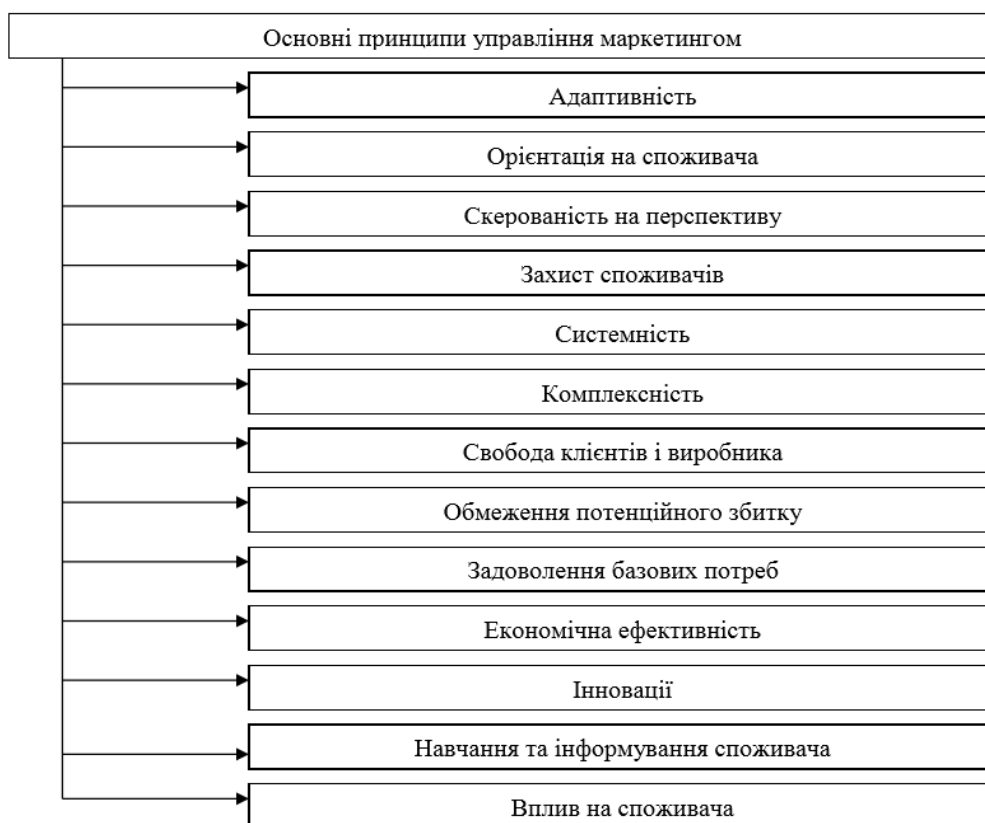 Основні принципи управління маркетингом
Адаптивність
Орієнтація на споживача
Скерованість на перспективу
Захист споживачів
Системність
Комплексність
Свобода клієнтів і виробника
Обмеження потенційного збитку
Задоволення базових потреб
Економічна ефективність
Інновації
Навчання та інформування споживача
Вплив на споживача